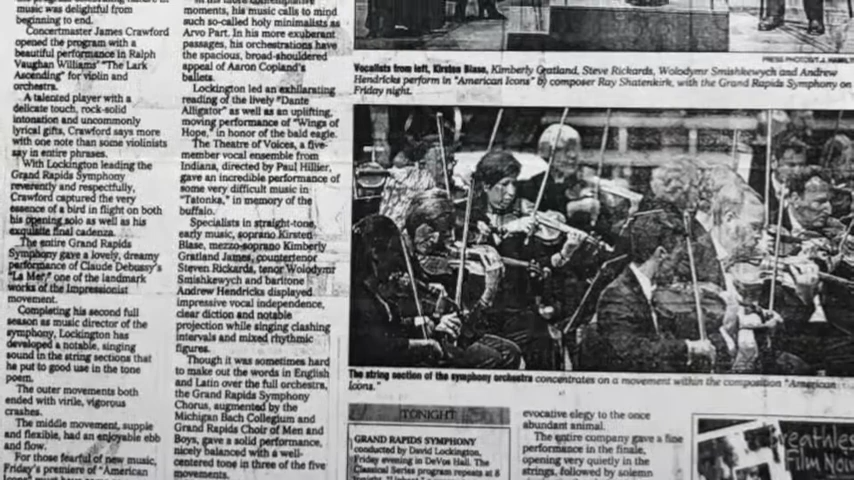 music was delightful from
beginning to end.
Concertmaster James Crawford
opened the program with a
beautiful performance in Ralph
Vaughan Williams' "The Lark
Ascending" for violin and
orchestra.
A talented player with a
delicate touch, rock-solid
intonation and uncommonly
lyrical gifts, Crawford says more
with one note than some violinists
say in entire phrases.
With Lockington leading the
Grand Rapids Symphony
reverently and respectfully,
Crawford captured the very
essence of a bird in flight on both
his opening solo as well as his
exquisite final cadenza.
The entire Grand Rapids
Symphony gave a lovely, dreamy
performance of Claude Debussy's
"La Mer," one of the landmark
works of the Impressionist
movement.
Completing his second full
season as music director of the
symphony, Lockington has
developed a notable, singing
sound in the string sections that
he put to good use in the tone
poem.
The outer movements both
ended with virile, vigorous
crashes.
The middle movement, supple
and flexible, had an enjoyable ebb
and flow.
For those fearful of new music,
Friday's premiere of "American
moments, his music calls to mind
such so-called holy minimalists as
Arvo Part. In his more exuberant
passages, his orchestrations have
the spacious, broad-shouldered
appeal of Aaron Copland's
ballets.
Lockington led an exhilarating
reading of the lively "Dante
Alligator" as well as an uplifting,
moving performance of "Wings of
Hope," in honor of the bald eagle.
The Theatre of Voices, a five-
member vocal ensemble from
Indiana, directed by Paul Hillier,
gave an incredible performance of
some very difficult music in
"Tatonka," in memory of the
buffalo.
Specialists in straight-tone,
early music, soprano Kirsten
Blase, mezzo-soprano Kimberly
Gratland James, countertenor
Steven Rickards, tenor Wolodymr
Smishkewych and baritone
Andrew Hendricks displayed
impressive vocal independence,
clear diction and notable
projection while singing clashing
intervals and mixed rhythmic
figures.
Though it was sometimes hard
to make out the words in English
and Latin over the full orchestra,
the Grand Rapids Symphony
Chorus, augmented by the
Michigan Bach Collegium and
Grand Rapids Choir of Men and
Boys, gave a solid performance,
nicely balanced with a well-
centered tone in three of the five
movements.
Vocalists from left, Kirsten Blase, Kimberly Gratland, Steve Rickards, Wolodymr Smishkewych and Andrew
Hendricks perform in "American Icons" by composer Ray Shatenkirk, with the Grand Rapids Symphony on
Friday night.
The string section of the symphony orchestra concentrates on a movement within the composition "American
Icons."
TONIGHT
GRAND RAPIDS SYMPHONY
conducted by David Lockington,
Friday evening in DeVos Hall. The
Classical Series program repeats at 8
evocative elegy to the once
abundant animal.
The entire company gave a fine
performance in the finale,
opening very quietly in the
strings, followed by solemn
Breathless
Film Noir